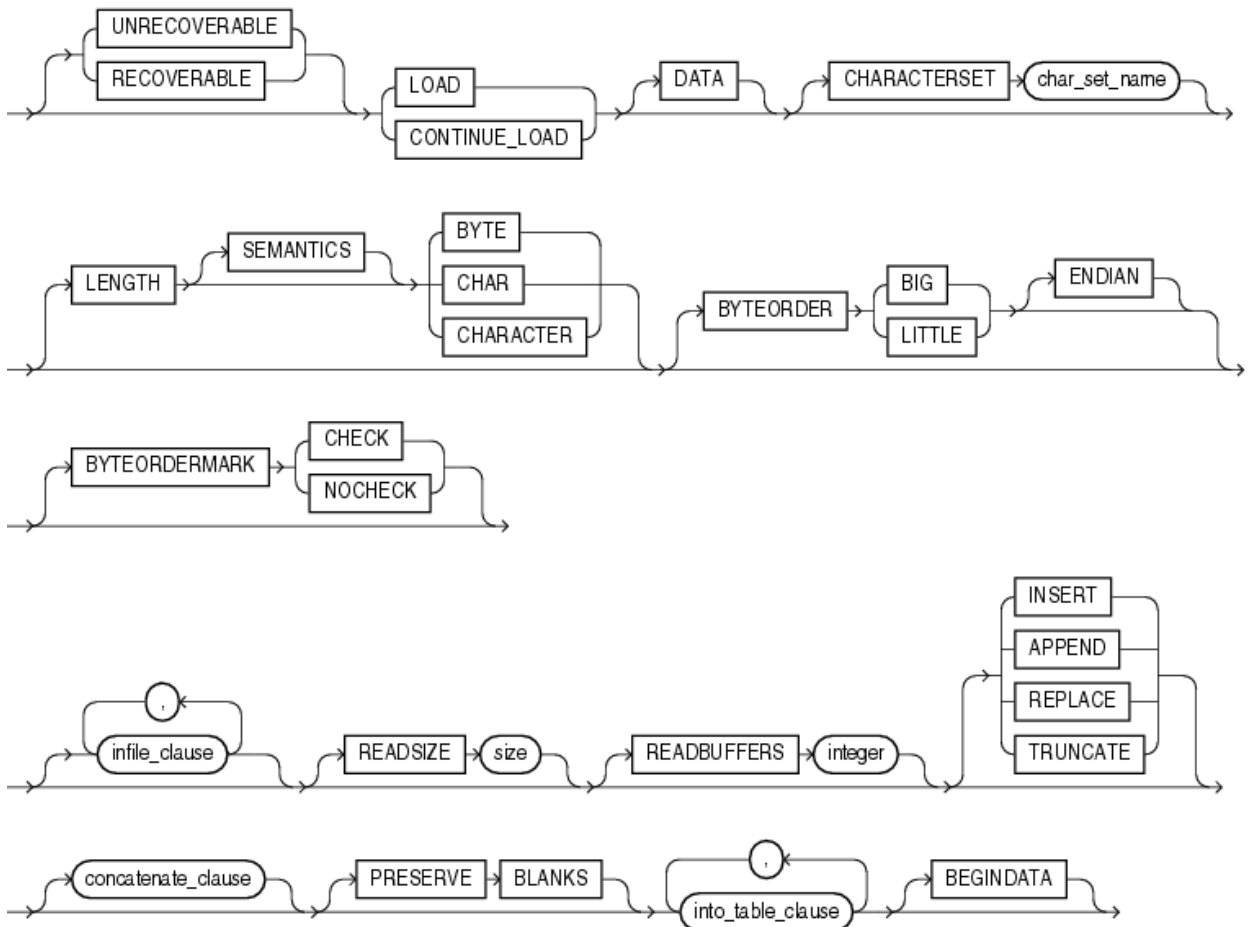 UNRECOVERABLE
RECOVERABLE
LOAD
CONTINUE_LOAD
DATA
CHARACTERSET char_set_name
LENGTH
SEMANTICS
BYTE
CHAR
CHARACTER
BYTEORDER
BIG
LITTLE
ENDIAN
BYTEORDERMARK
CHECK
NOCHECK
,
infile_clause
READSIZE size
READBUFFERS integer
INSERT
APPEND
REPLACE
TRUNCATE
concatenate_clause
PRESERVE BLANKS
,
into_table_clause
BEGINDATA